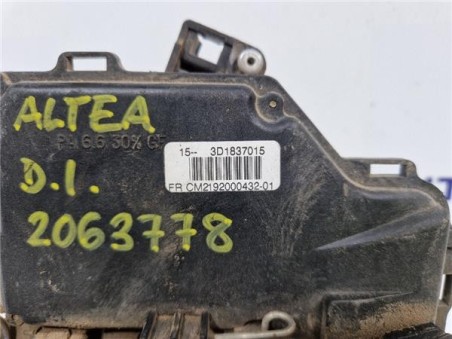 ALTEA
PA 6.6 30% GF
15-- 3D1837015
FR CM2192000432-01
D.I.
2063778